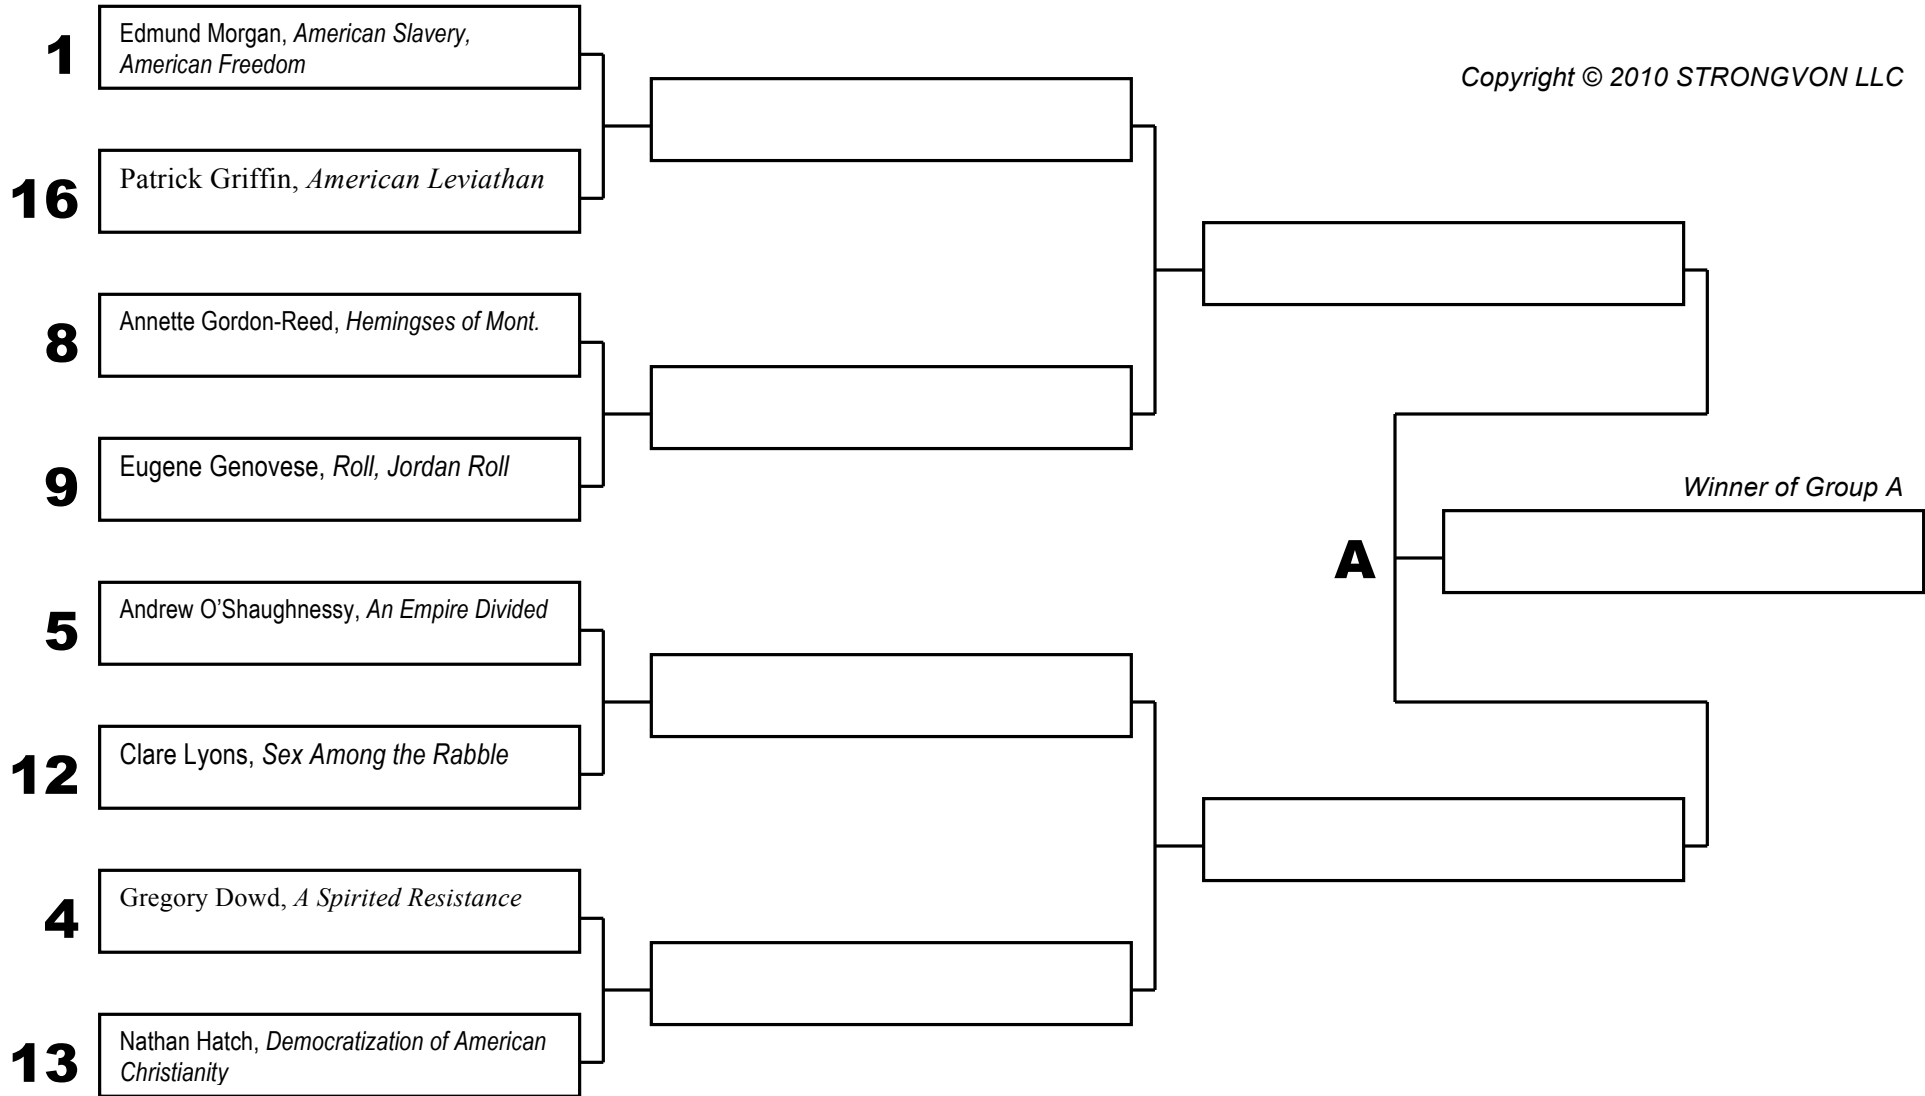 1
Edmund Morgan, American Slavery,
American Freedom
Copyright © 2010 STRONGVON LLC
16
Patrick Griffin, American Leviathan
8
Annette Gordon-Reed, Hemingses of Mont.
9
Eugene Genovese, Roll, Jordan Roll
Winner of Group A
A
5
Andrew O’Shaughnessy, An Empire Divided
12
Clare Lyons, Sex Among the Rabble
4
Gregory Dowd, A Spirited Resistance
13
Nathan Hatch, Democratization of American
Christianity